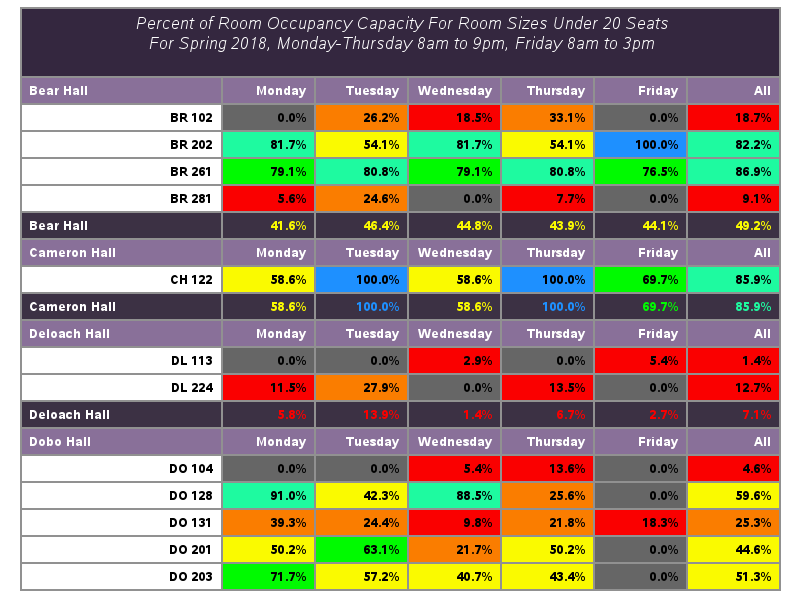 Percent of Room Occupancy Capacity For Room Sizes Under 20 Seats
For Spring 2018, Monday-Thursday 8am to 9pm, Friday 8am to 3pm
Bear Hall Monday Tuesday Wednesday Thursday Friday All
BR 102 0.0% 26.2% 18.5% 33.1% 0.0% 18.7%
BR 202 81.7% 54.1% 81.7% 54.1% 100.0% 82.2%
BR 261 79.1% 80.8% 79.1% 80.8% 76.5% 86.9%
BR 281 5.6% 24.6% 0.0% 7.7% 0.0% 9.1%
Bear Hall 41.6% 46.4% 44.8% 43.9% 44.1% 49.2%
Cameron Hall Monday Tuesday Wednesday Thursday Friday All
CH 122 58.6% 100.0% 58.6% 100.0% 69.7% 85.9%
Cameron Hall 58.6% 100.0% 58.6% 100.0% 69.7% 85.9%
Deloach Hall Monday Tuesday Wednesday Thursday Friday All
DL 113 0.0% 0.0% 2.9% 0.0% 5.4% 1.4%
DL 224 11.5% 27.9% 0.0% 13.5% 0.0% 12.7%
Deloach Hall 5.8% 13.9% 1.4% 6.7% 2.7% 7.1%
Dobo Hall Monday Tuesday Wednesday Thursday Friday All
DO 104 0.0% 0.0% 5.4% 13.6% 0.0% 4.6%
DO 128 91.0% 42.3% 88.5% 25.6% 0.0% 59.6%
DO 131 39.3% 24.4% 9.8% 21.8% 18.3% 25.3%
DO 201 50.2% 63.1% 21.7% 50.2% 0.0% 44.6%
DO 203 71.7% 57.2% 40.7% 43.4% 0.0% 51.3%